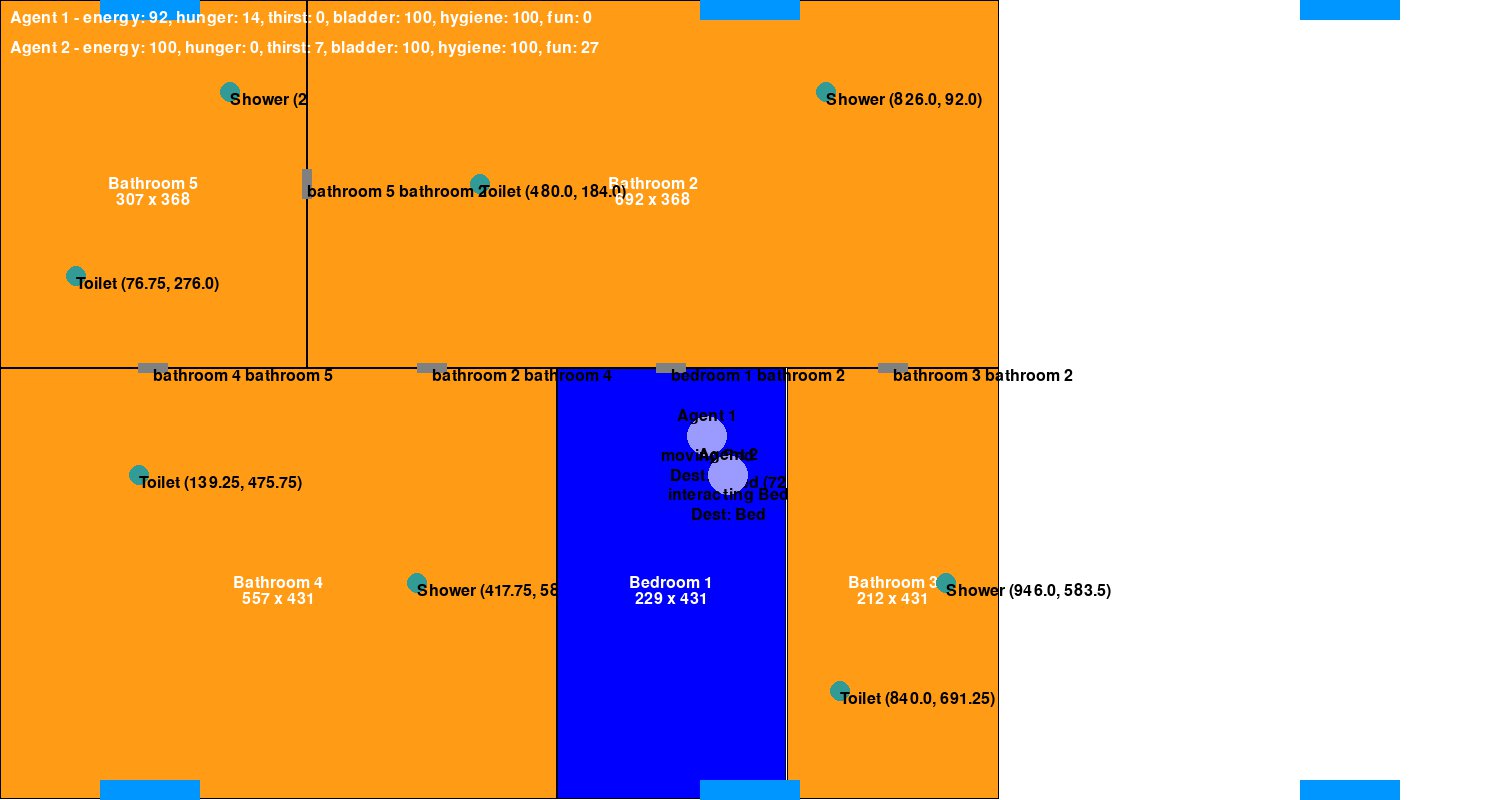 Agent 1 - energy: 92, hunger: 14, thirst: 0, bladder: 100, hygiene: 100, fun: 0
Agent 2 - energy: 100, hunger: 0, thirst: 7, bladder: 100, hygiene: 100, fun: 27
Shower (2
Shower (826.0, 92.0)
Bathroom 5
307 x 368
bathroom 5 bathroom 2
Toilet (480.0, 184.0)
Bathroom 2
692 x 368
Toilet (76.75, 276.0)
bathroom 4 bathroom 5
bathroom 2 bathroom 4
bedroom 1 bathroom 2
bathroom 3 bathroom 2
Agent 1
Agent 2
Toilet (139.25, 475.75)
Dest:
(72
interacting Bed
Dest: Bed
Bathroom 4
557 x 431
Shower (417.75, 58
Bedroom 1
229 x 431
Bathroom 3
212 x 431
Shower (946.0, 583.5)
Toilet (840.0, 691.25)